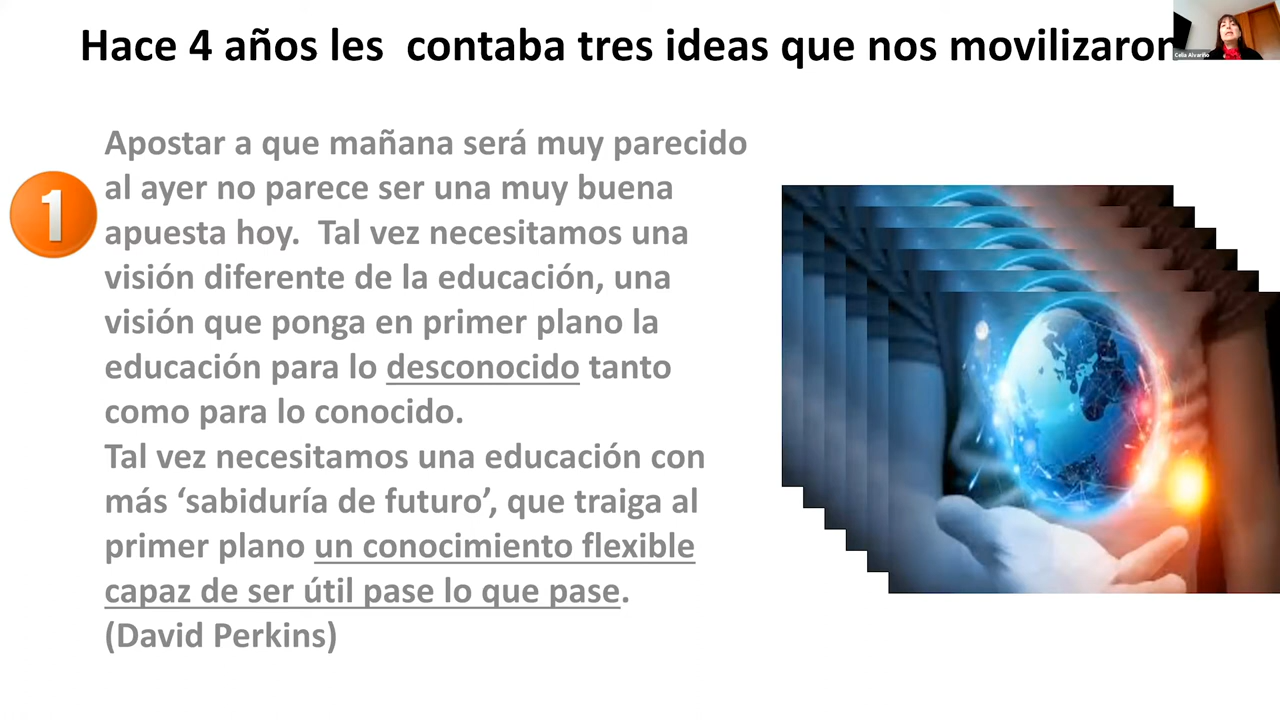 Hace 4 años les contaba tres ideas que nos movilizaron
Celia Alvariño
1
Apostar a que mañana será muy parecido
al ayer no parece ser una muy buena
apuesta hoy. Tal vez necesitamos una
visión diferente de la educación, una
visión que ponga en primer plano la
educación para lo desconocido tanto
como para lo conocido.
Tal vez necesitamos una educación con
más ‘sabiduría de futuro’, que traiga al
primer plano un conocimiento flexible
capaz de ser útil pase lo que pase.
(David Perkins)